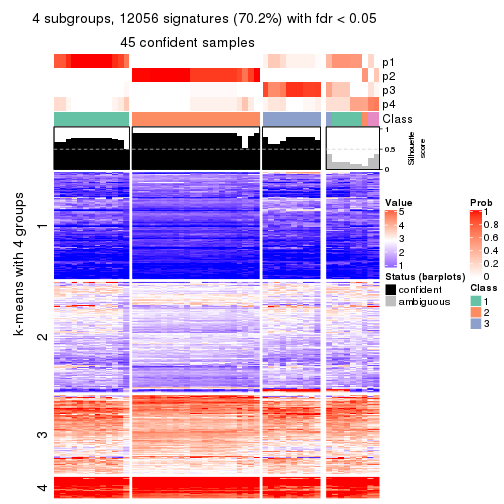 4 subgroups, 12056 signatures (70.2%) with fdr < 0.05
45 confident samples
p1
p2
p3
p4
Class
1
0.5
0
Silhouette
score
k-means with 4 groups
1
2
3
4
Value
5
4
3
2
1
Status (barplots)
confident
ambiguous
Prob
1
0.8
0.6
0.4
0.2
0
Class
1
2
3